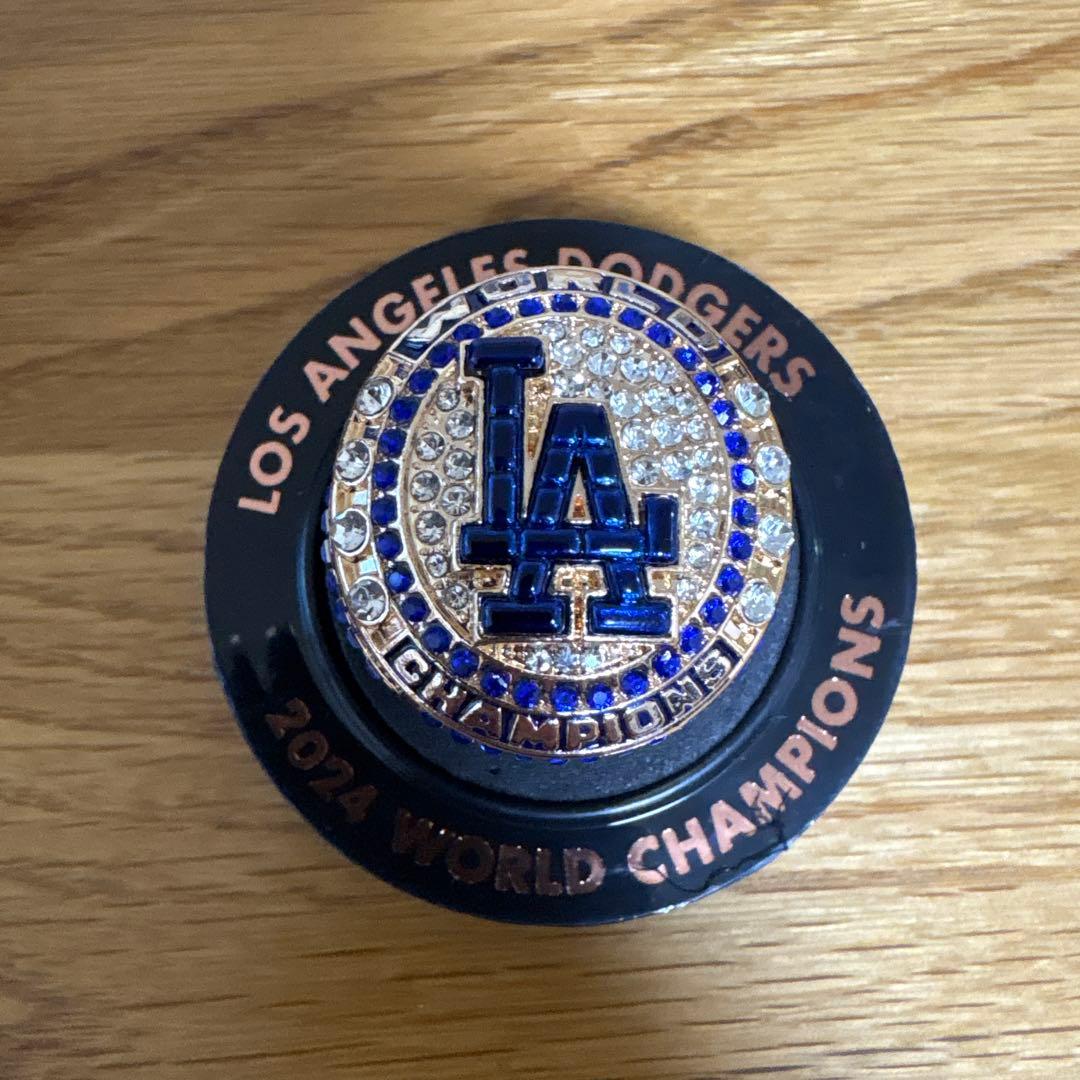 LOS ANGELES DODGERS
WORLD
LA
CHAMPIONS
2024 WORLD CHAMPIONS